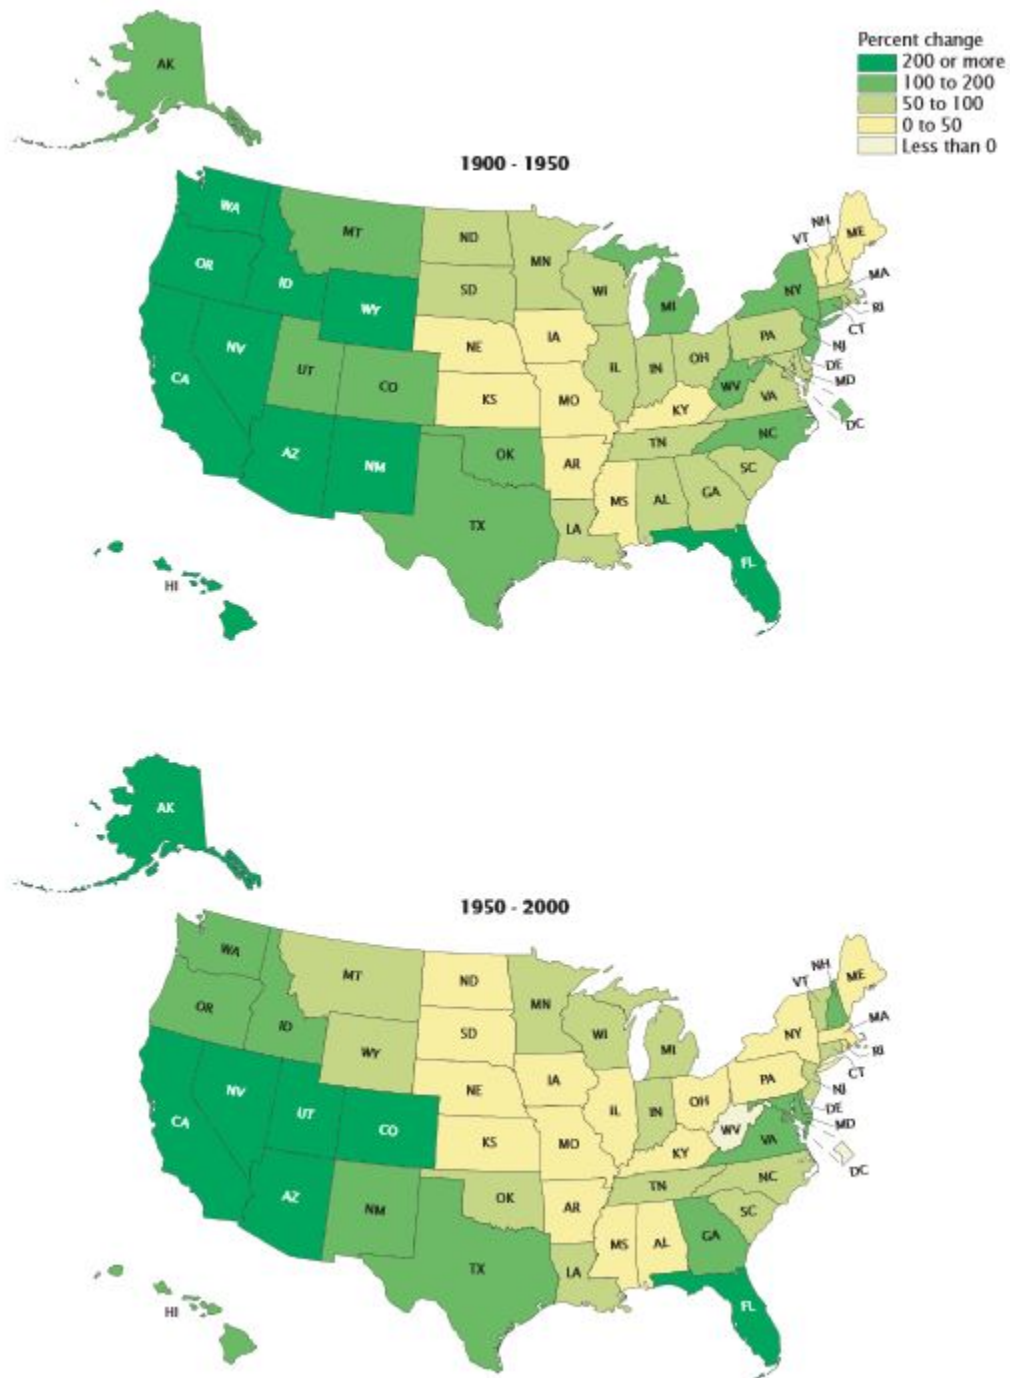 Percent change
200 or more
100 to 200
50 to 100
0 to 50
Less than 0
AK
1900 - 1950
WA
MT
ND
MN
VT
NH
ME
OR
ID
SD
WI
MI
NY
MA
RI
CT
WY
NE
IA
PA
NJ
NV
UT
CO
IL
IN
OH
DE
MD
CA
KS
MO
KY
WV
VA
DC
AZ
NM
OK
AR
TN
NC
SC
TX
LA
MS
AL
GA
FL
HI
AK
1950 - 2000
WA
MT
ND
MN
VT
NH
ME
OR
ID
SD
WI
MI
NY
MA
RI
CT
WY
NE
IA
PA
NJ
NV
UT
CO
IL
IN
OH
DE
MD
CA
KS
MO
KY
WV
VA
DC
AZ
NM
OK
AR
TN
NC
SC
TX
LA
MS
AL
GA
FL
HI